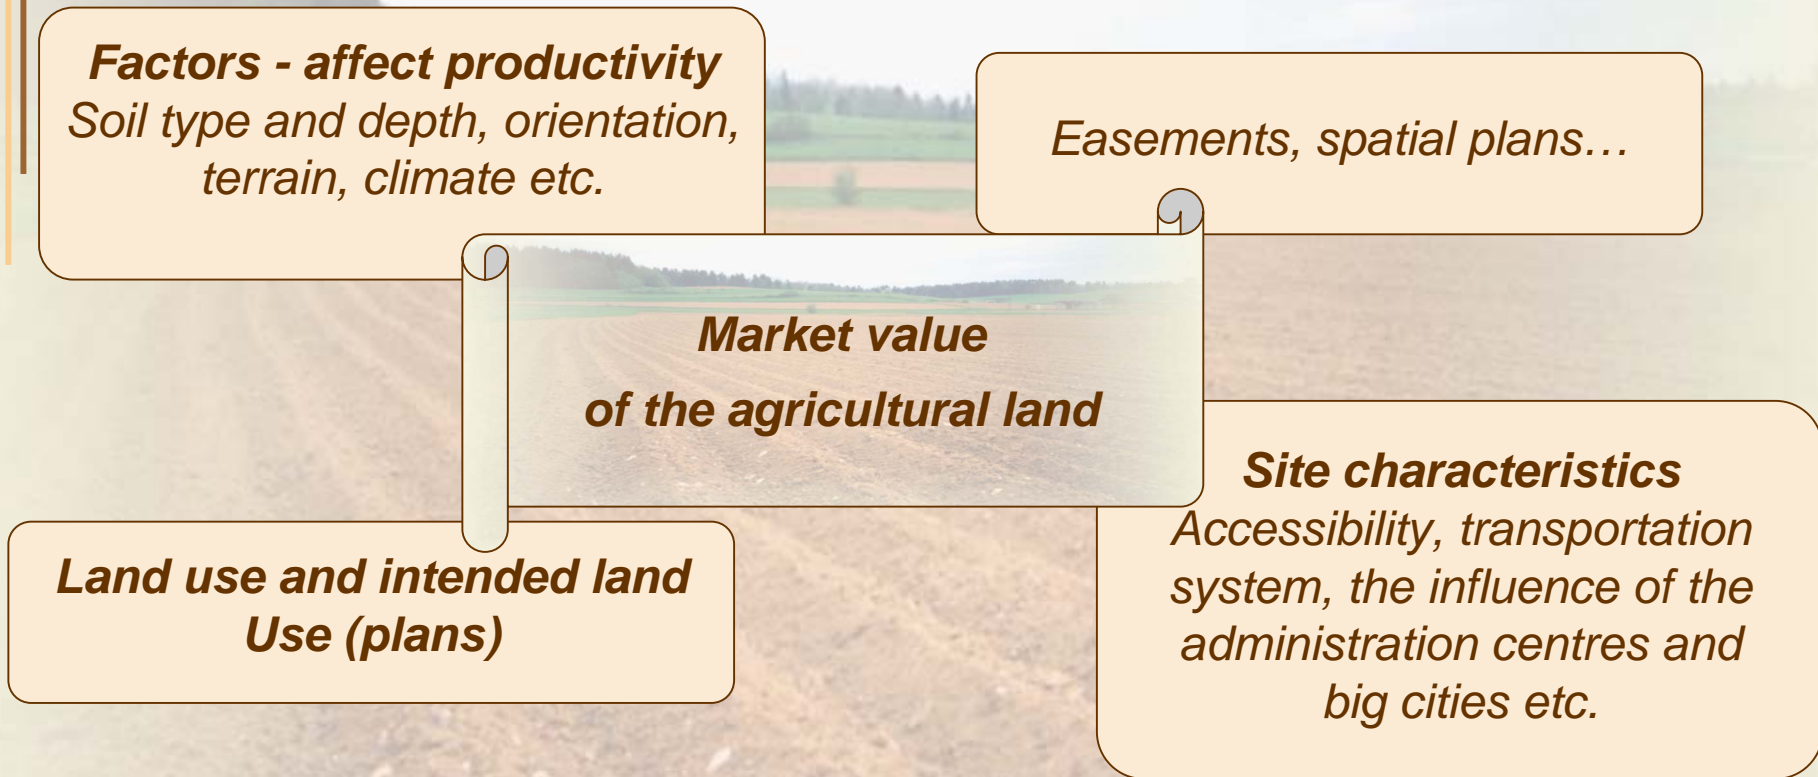 Factors - affect productivity
Soil type and depth, orientation,
terrain, climate etc.
Easements, spatial plans…
Market value
of the agricultural land
Land use and intended land
Use (plans)
Site characteristics
Accessibility, transportation
system, the influence of the
administration centres and
big cities etc.